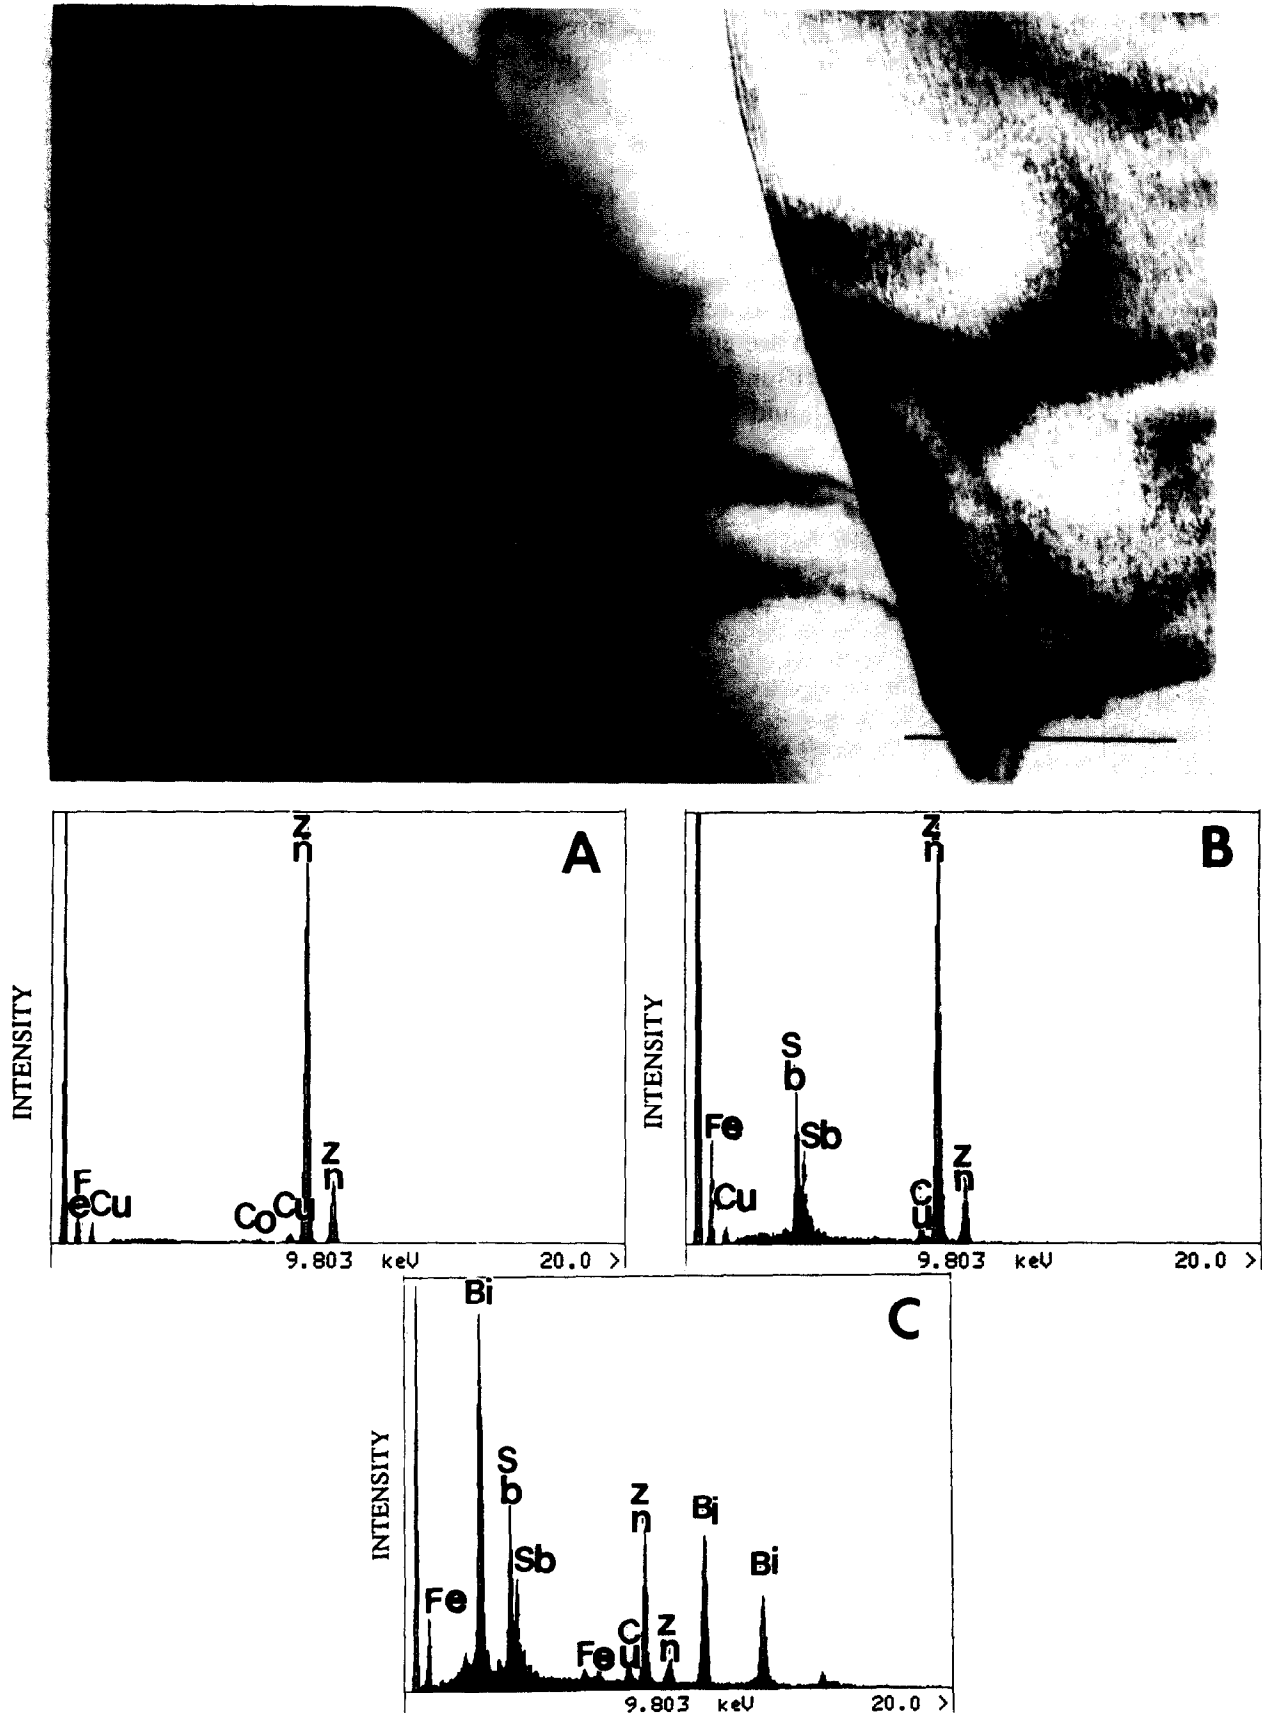 A
INTENSITY
Zn
Fe
Cu
Co
Cu
Zn
9.803 keV 20.0 >
B
INTENSITY
Zn
Sb
Fe
Sb
Cu
Cu
Zn
9.803 keV 20.0 >
C
INTENSITY
Bi
Sb
Sb
Fe
Zn
Bi
Bi
Fe
Cu
Zn
9.803 keV 20.0 >